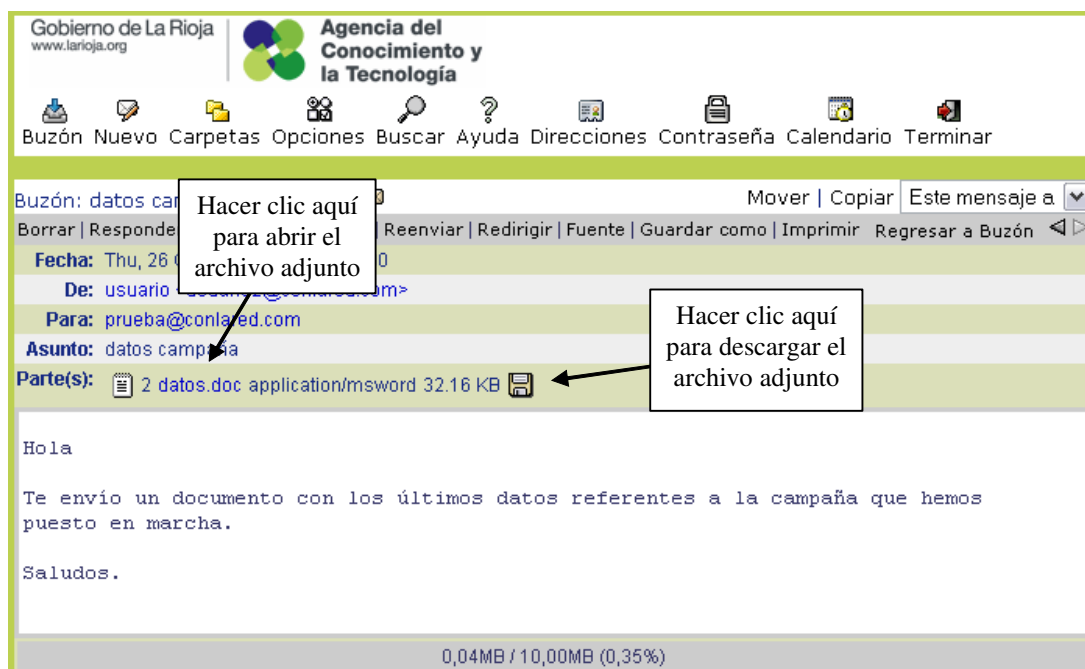 Gobierno de La Rioja
www.larioja.org
Agencia del
Conocimiento y
la Tecnología
Buzón Nuevo Carpetas Opciones Buscar Ayuda Direcciones Contraseña Calendario Terminar
Buzón: datos
Mover | Copiar Este mensaje a
Hacer clic aquí
para abrir el
archivo adjunto
Borrar | Responde | Reenviar | Redirigir | Fuente | Guardar como | Imprimir Regresar a Buzón
Fecha: Thu, 26
De: usuario
Para: prueba@conlared.com
Asunto: datos campaña
Parte(s): 2 datos.doc application/msword 32.16 KB
Hacer clic aquí
para descargar el
archivo adjunto
Hola
Te envío un documento con los últimos datos referentes a la campaña que hemos
puesto en marcha.
Saludos.
0,04MB / 10,00MB (0,35%)